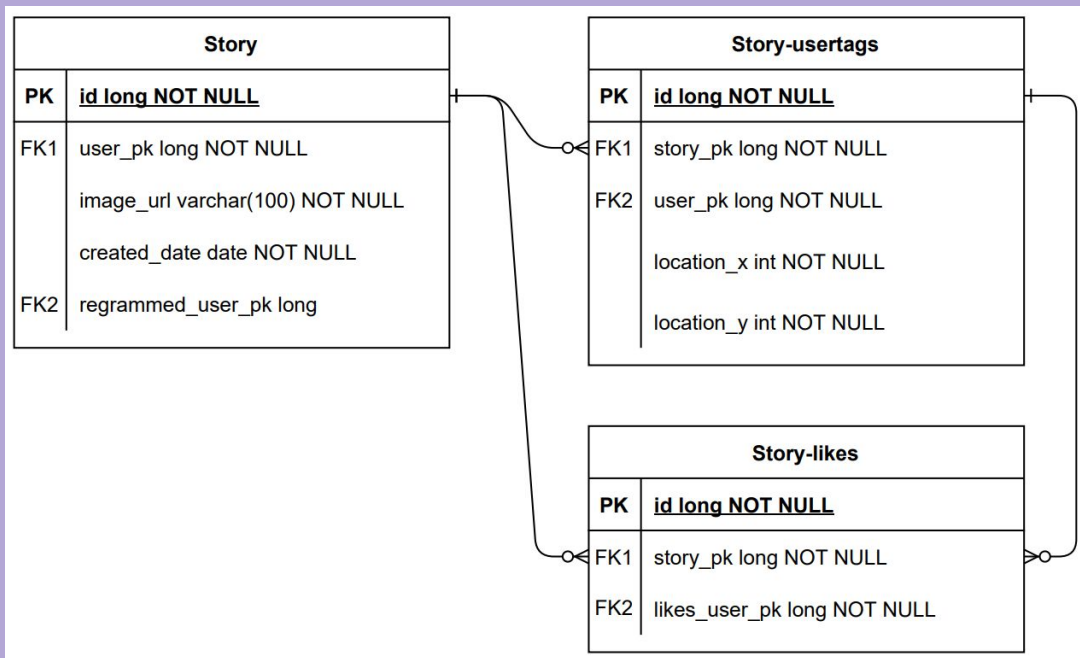 Story
PK id long NOT NULL
FK1 user_pk long NOT NULL
image_url varchar(100) NOT NULL
created_date date NOT NULL
FK2 regrammed_user_pk long
Story-usertags
PK id long NOT NULL
FK1 story_pk long NOT NULL
FK2 user_pk long NOT NULL
location_x int NOT NULL
location_y int NOT NULL
Story-likes
PK id long NOT NULL
FK1 story_pk long NOT NULL
FK2 likes_user_pk long NOT NULL